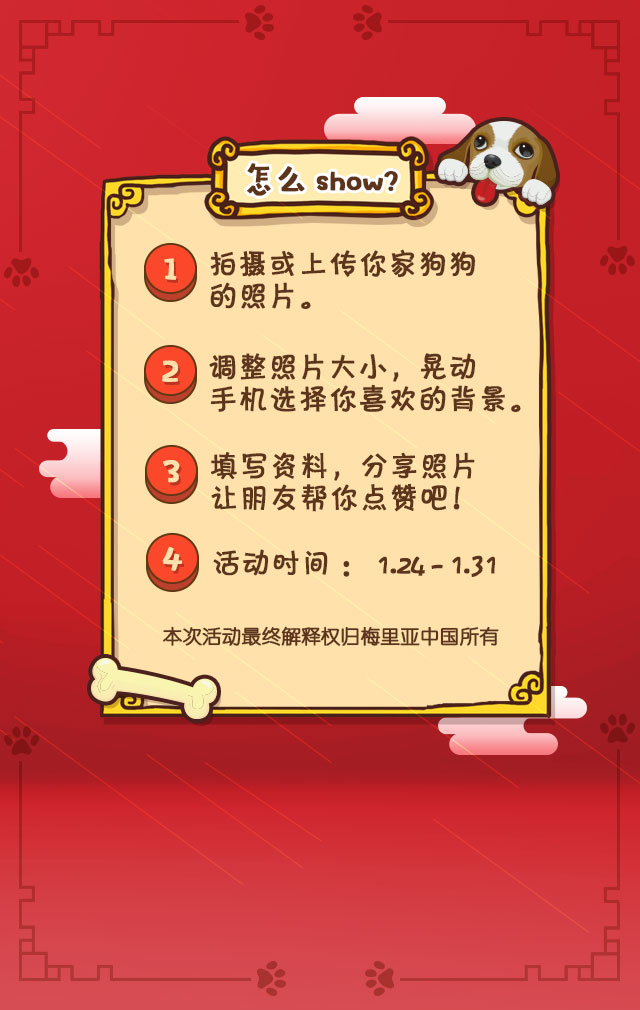 怎么 show?
1 拍摄或上传你家狗狗
的照片。
2 调整照片大小，晃动
手机选择你喜欢的背景。
3 填写资料，分享照片
让朋友帮你点赞吧！
4 活动时间： 1.24 - 1.31
本次活动最终解释权归梅里亚中国所有